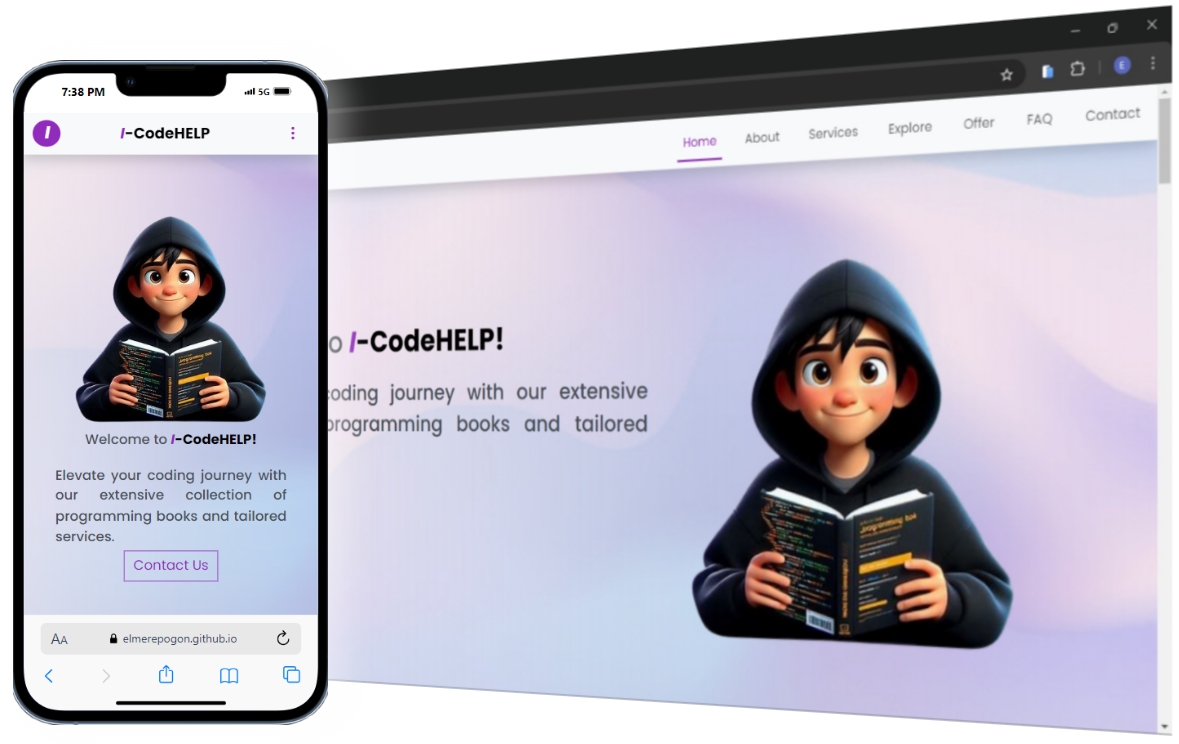 7:38 PM
5G
I
I-CodeHELP
Welcome to I-CodeHELP!
Elevate your coding journey with
our extensive collection of
programming books and tailored
services.
Contact Us
AA
elmerepogon.github.io
E
Home About Services Explore Offer FAQ Contact
o I-CodeHELP!
coding journey with our extensive
programming books and tailored